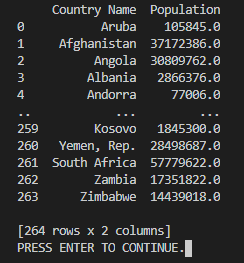 Country Name Population
0 Aruba 105845.0
1 Afghanistan 37172386.0
2 Angola 30809762.0
3 Albania 2866376.0
4 Andorra 77006.0
.. ... ...
259 Kosovo 1845300.0
260 Yemen, Rep. 28498687.0
261 South Africa 57779622.0
262 Zambia 17351822.0
263 Zimbabwe 14439018.0
[264 rows x 2 columns]
PRESS ENTER TO CONTINUE.